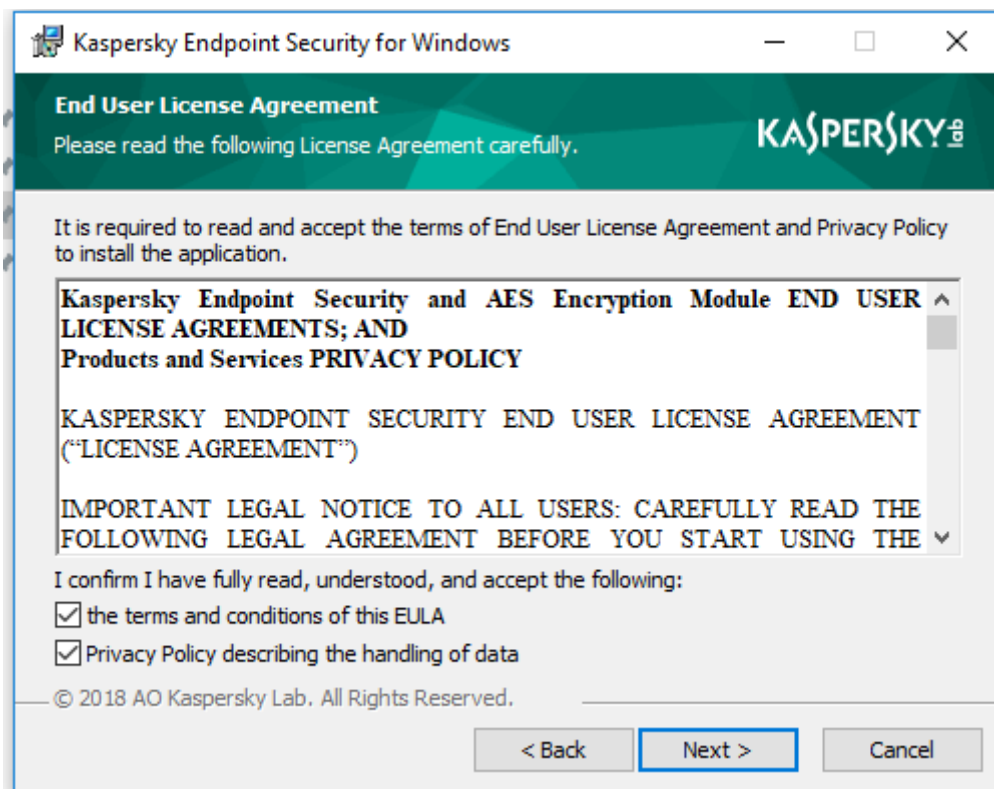 Kaspersky Endpoint Security for Windows
End User License Agreement
Please read the following License Agreement carefully.
KASPERSKY lab
It is required to read and accept the terms of End User License Agreement and Privacy Policy
to install the application.
Kaspersky Endpoint Security and AES Encryption Module END USER
LICENSE AGREEMENTS; AND
Products and Services PRIVACY POLICY
KASPERSKY ENDPOINT SECURITY END USER LICENSE AGREEMENT
(“LICENSE AGREEMENT”)
IMPORTANT LEGAL NOTICE TO ALL USERS: CAREFULLY READ THE
FOLLOWING LEGAL AGREEMENT BEFORE YOU START USING THE
I confirm I have fully read, understood, and accept the following:
the terms and conditions of this EULA
Privacy Policy describing the handling of data
© 2018 AO Kaspersky Lab. All Rights Reserved.
< Back
Next >
Cancel